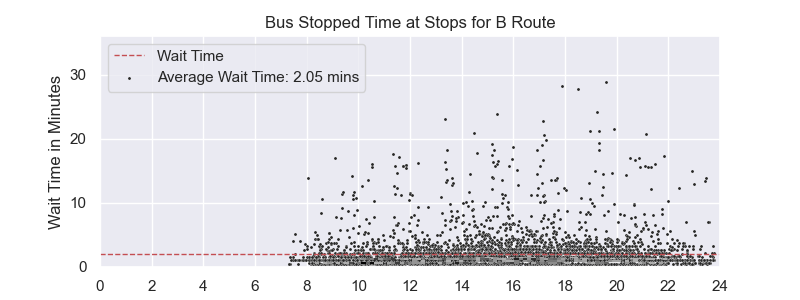 Bus Stopped Time at Stops for B Route
Wait Time
Average Wait Time: 2.05 mins
Wait Time in Minutes
30
20
10
0
0 2 4 6 8 10 12 14 16 18 20 22 24